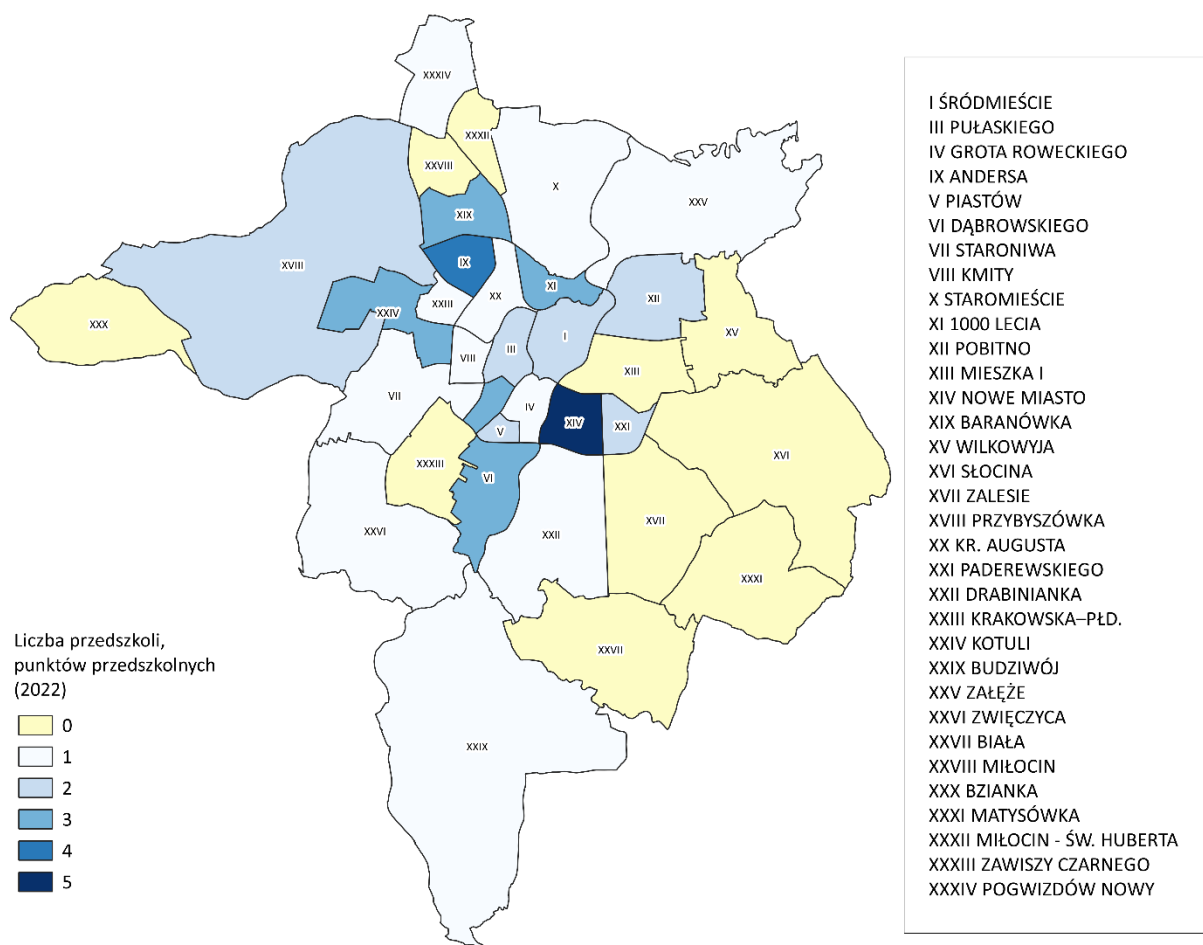 XXXIV
XXXII
XXVIII
X
XXV
XIX
XVIII
IX
XI
XII
XXIV
XXIII
XX
XXX
III
I
VIII
XV
XIII
VII
IV
XIV
XXI
V
XXXIII
VI
XVI
XVII
XXVI
XXII
XXXI
XXVII
XXIX
Liczba przedszkoli,
punktów przedszkolnych
(2022)
0
1
2
3
4
5
I ŚRÓDMIEŚCIE
III PUŁASKIEGO
IV GROTA ROWECKIEGO
IX ANDERSA
V PIASTÓW
VI DĄBROWSKIEGO
VII STARONIWA
VIII KMITY
X STAROMIEŚCIE
XI 1000 LECIA
XII POBITNO
XIII MIESZKA I
XIV NOWE MIASTO
XIX BARANÓWKA
XV WILKOWYJA
XVI SŁOCINA
XVII ZALESIE
XVIII PRZYBYSZÓWKA
XX KR. AUGUSTA
XXI PADEREWSKIEGO
XXII DRABINIANKA
XXIII KRAKOWSKA–PŁD.
XXIV KOTULI
XXIX BUDZIWÓJ
XXV ZAŁĘŻE
XXVI ZWIĘCZYCA
XXVII BIAŁA
XXVIII MIŁOCIN
XXX BZIANKA
XXXI MATYSÓWKA
XXXII MIŁOCIN - ŚW. HUBERTA
XXXIII ZAWISZY CZARNEGO
XXXIV POGWIZDÓW NOWY